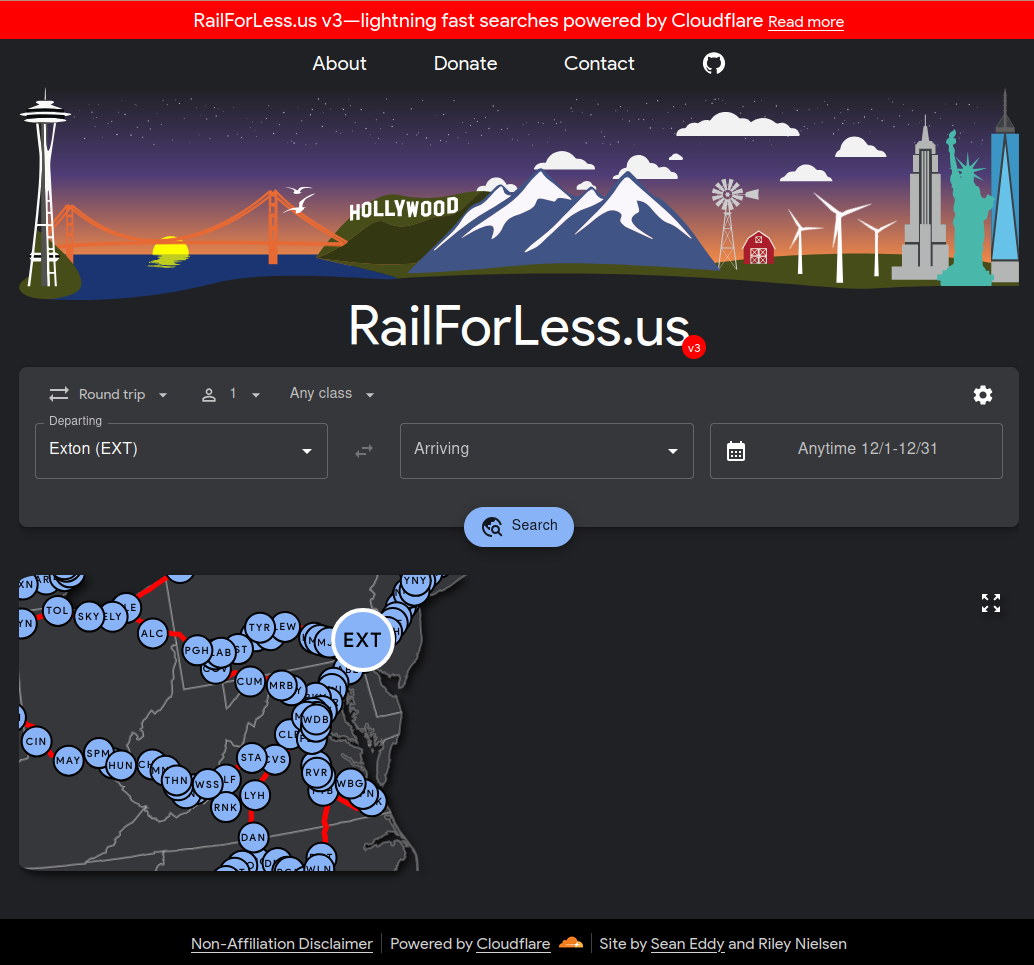 RailForLess.us v3—lightning fast searches powered by Cloudflare Read more
About Donate Contact
HOLLYWOOD
RailForLess.us
v3
Round trip 1 Any class
Departing
Exton (EXT) Arriving Anytime 12/1-12/31
Search
YNY
TOL
SKY ELY
TYR
ALC
EXT
PGH
CUM MRB
WDB
CIN
MAY SPM HUN
STA CVS
THN WSS
RVR WBG
RNK LYH
DAN
WLN
Non-Affiliation Disclaimer Powered by Cloudflare Site by Sean Eddy and Riley Nielsen